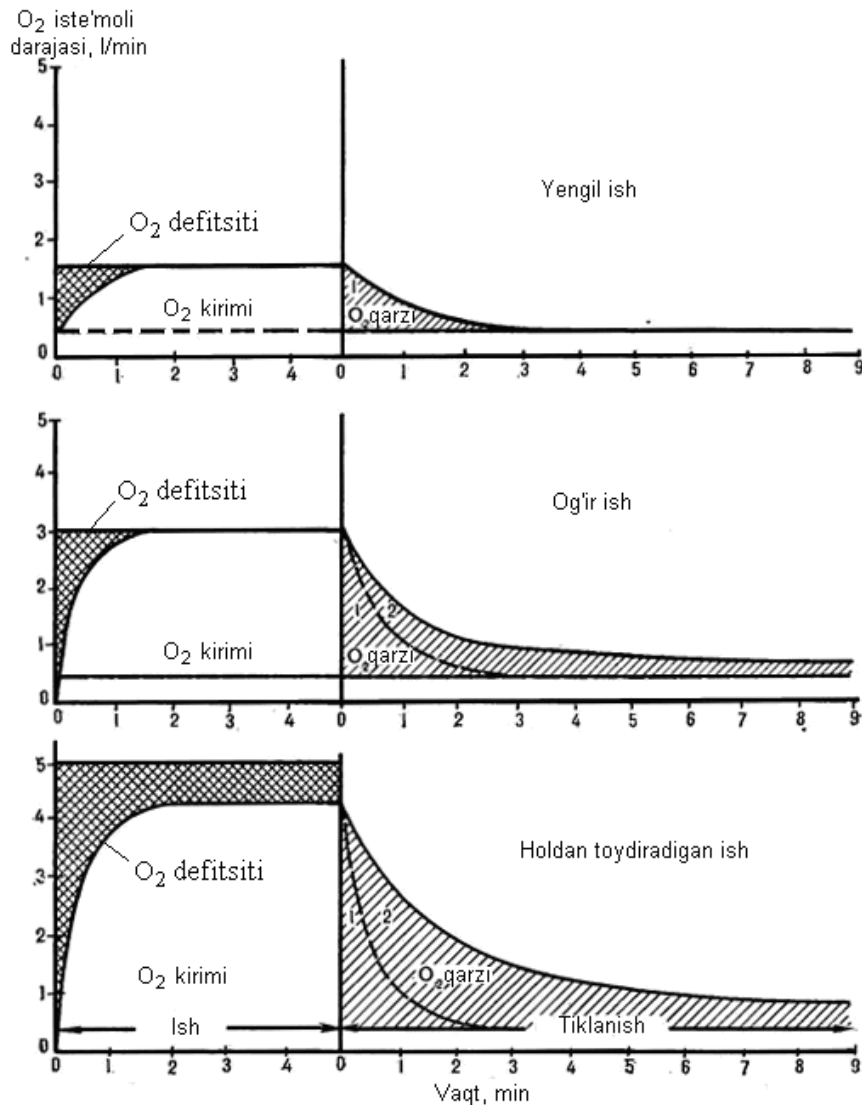 O2 iste'moli
darajasi, l/min
5
4
3
2
1
0
O2 defitsiti
O2 kirimi
Yengil ish
1
O2 qarzi
0 1 2 3 4 0 1 2 3 4 5 6 7 8 9
5
4
3
2
1
0
O2 defitsiti
O2 kirimi
Og'ir ish
1 2
O2 qarzi
0 1 2 3 4 0 1 2 3 4 5 6 7 8 9
5
4
3
2
1
0
O2 defitsiti
O2 kirimi
Holdan toydiradigan ish
1 2
O2 qarzi
Ish
Tiklanish
0 1 2 3 4 0 1 2 3 4 5 6 7 8 9
Vaqt, min